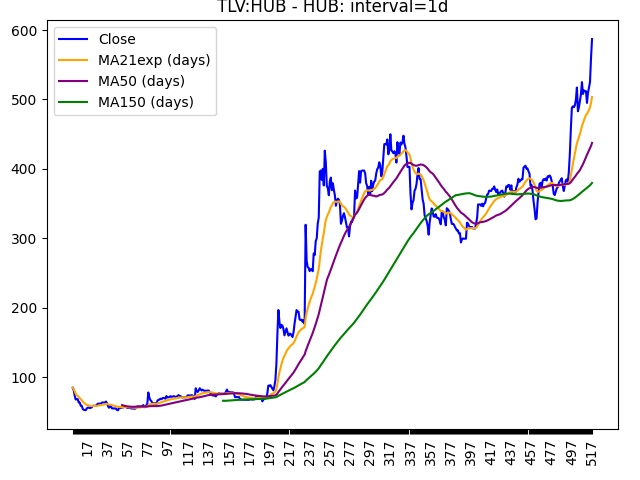 TLV:HUB - HUB: interval=1d
Close
MA21exp (days)
MA50 (days)
MA150 (days)
600
500
400
300
200
100
17 37 57 77 97 117 137 157 177 197 217 237 257 277 297 317 337 357 377 397 417 437 457 477 497 517